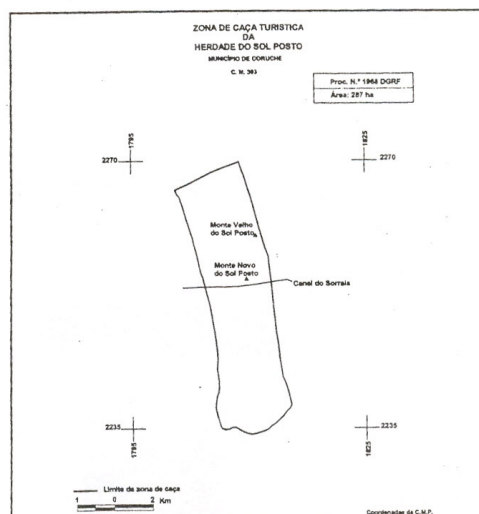 ZONA DE CAÇA TURISTICA
DA
HERDADE DO SOL POSTO
MUNICÍPIO DE CORUCHE
C. M. 393
Proc. N.º 1968 DGRF
Área: 287 ha
1795
2270
1825
2270
Monte Velho
do Sol Posto
Monte Novo
do Sol Posto
Canal do Sorraia
2235
1795
2235
1825
Limite da zona de caça
1 0 2 Km
Coordenadas da C.M.P.